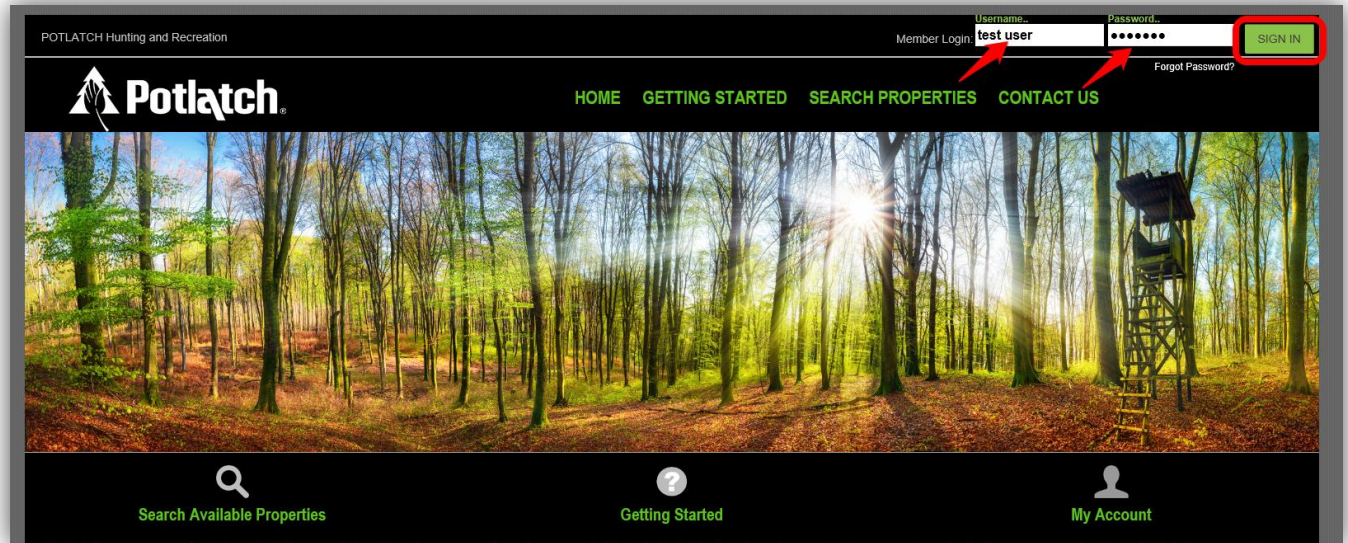 Username.. Password..
POTLATCH Hunting and Recreation Member Login: test user ••••••• SIGN IN
Forgot Password?
Potlatch®
HOME GETTING STARTED SEARCH PROPERTIES CONTACT US
Search Available Properties Getting Started My Account